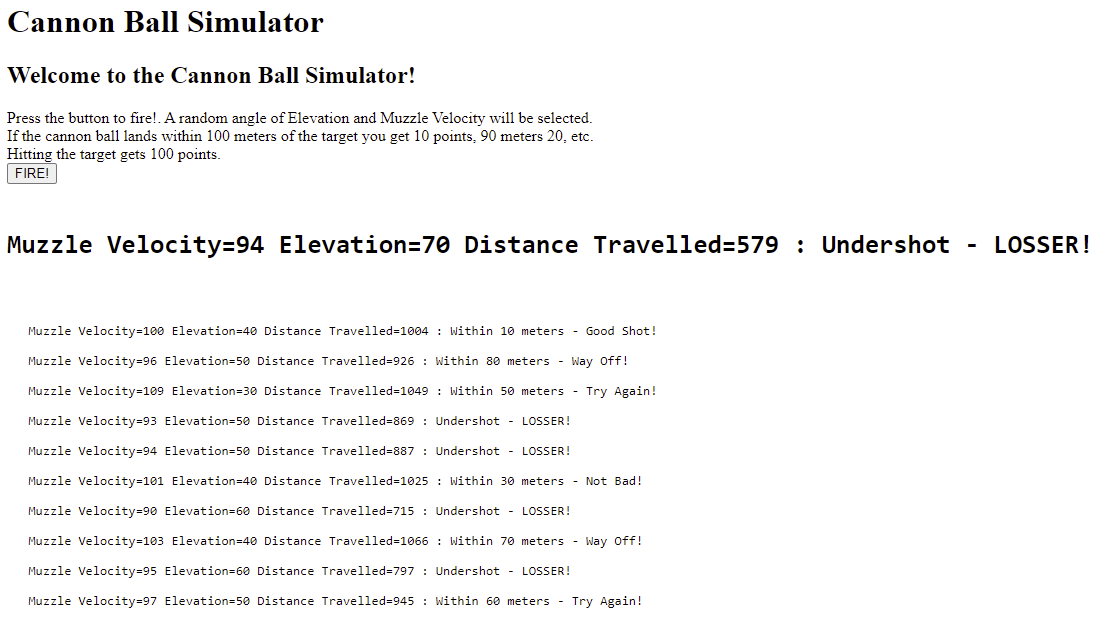 Cannon Ball Simulator
Welcome to the Cannon Ball Simulator!
Press the button to fire!. A random angle of Elevation and Muzzle Velocity will be selected.
If the cannon ball lands within 100 meters of the target you get 10 points, 90 meters 20, etc.
Hitting the target gets 100 points.
FIRE!
Muzzle Velocity=94 Elevation=70 Distance Travelled=579 : Undershot - LOSSER!
Muzzle Velocity=100 Elevation=40 Distance Travelled=1004 : Within 10 meters - Good Shot!
Muzzle Velocity=96 Elevation=50 Distance Travelled=926 : Within 80 meters - Way Off!
Muzzle Velocity=109 Elevation=30 Distance Travelled=1049 : Within 50 meters - Try Again!
Muzzle Velocity=93 Elevation=50 Distance Travelled=869 : Undershot - LOSSER!
Muzzle Velocity=94 Elevation=50 Distance Travelled=887 : Undershot - LOSSER!
Muzzle Velocity=101 Elevation=40 Distance Travelled=1025 : Within 30 meters - Not Bad!
Muzzle Velocity=90 Elevation=60 Distance Travelled=715 : Undershot - LOSSER!
Muzzle Velocity=103 Elevation=40 Distance Travelled=1066 : Within 70 meters - Way Off!
Muzzle Velocity=95 Elevation=60 Distance Travelled=797 : Undershot - LOSSER!
Muzzle Velocity=97 Elevation=50 Distance Travelled=945 : Within 60 meters - Try Again!